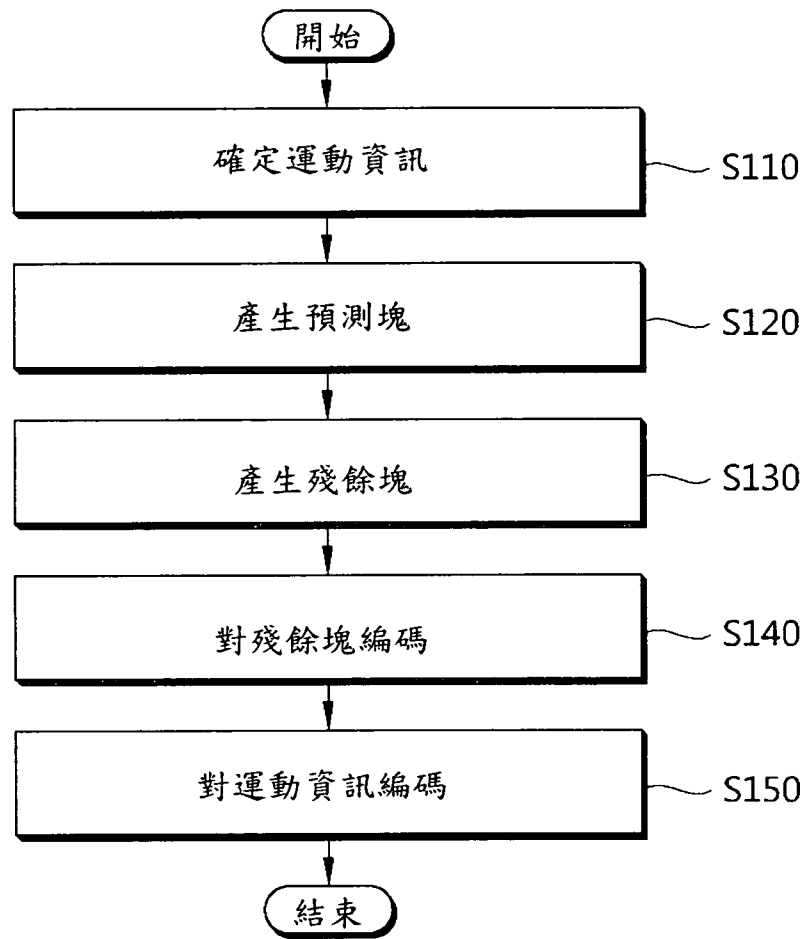 開始
確定運動資訊
S110
產生預測塊
S120
產生殘餘塊
S130
對殘餘塊編碼
S140
對運動資訊編碼
S150
結束